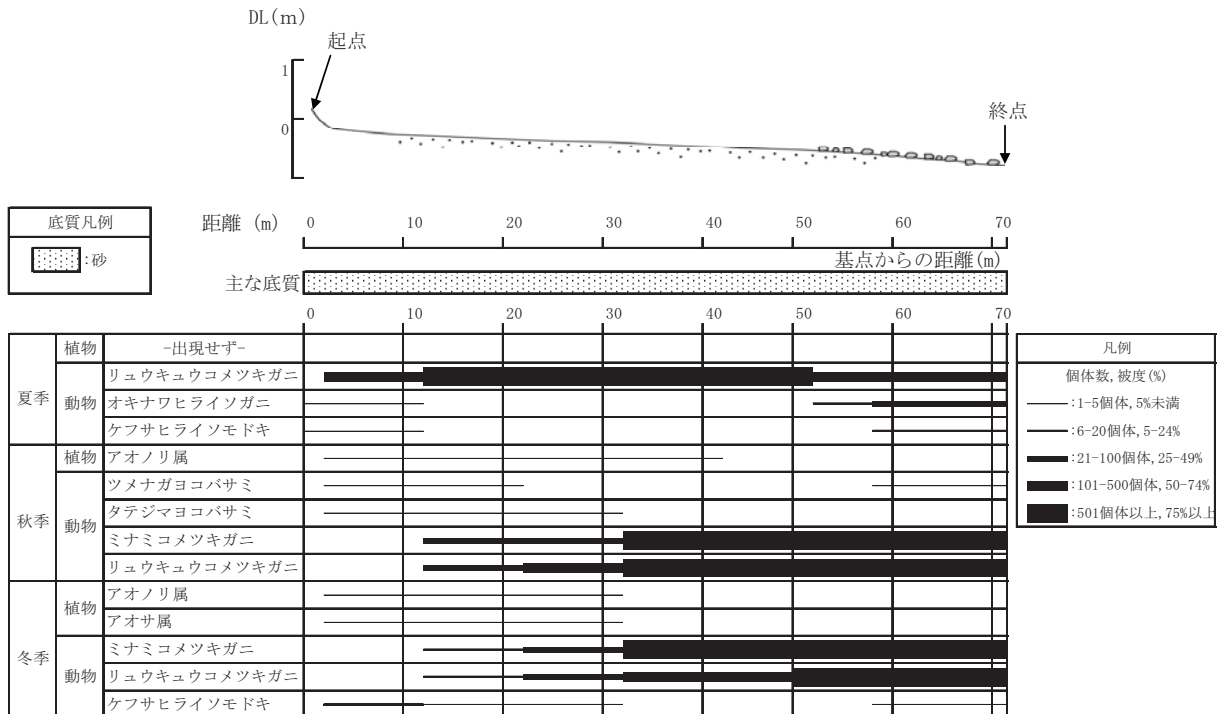 DL(m)
起点
1
0
終点
底質凡例
:砂
距離 (m)
0 10 20 30 40 50 60 70
基点からの距離(m)
主な底質
0 10 20 30 40 50 60 70
夏季
植物
-出現せず-
動物
リュウキュウコメツキガニ
オキナワヒライソガニ
ケフサヒライソモドキ
秋季
植物
アオノリ属
動物
ツメナガヨコバサミ
タテジマヨコバサミ
ミナミコメツキガニ
リュウキュウコメツキガニ
冬季
植物
アオノリ属
アオサ属
動物
ミナミコメツキガニ
リュウキュウコメツキガニ
ケフサヒライソモドキ
凡例
個体数,被度(%)
:1-5個体,5%未満
:6-20個体,5-24%
:21-100個体,25-49%
:101-500個体,50-74%
:501個体以上,75%以上